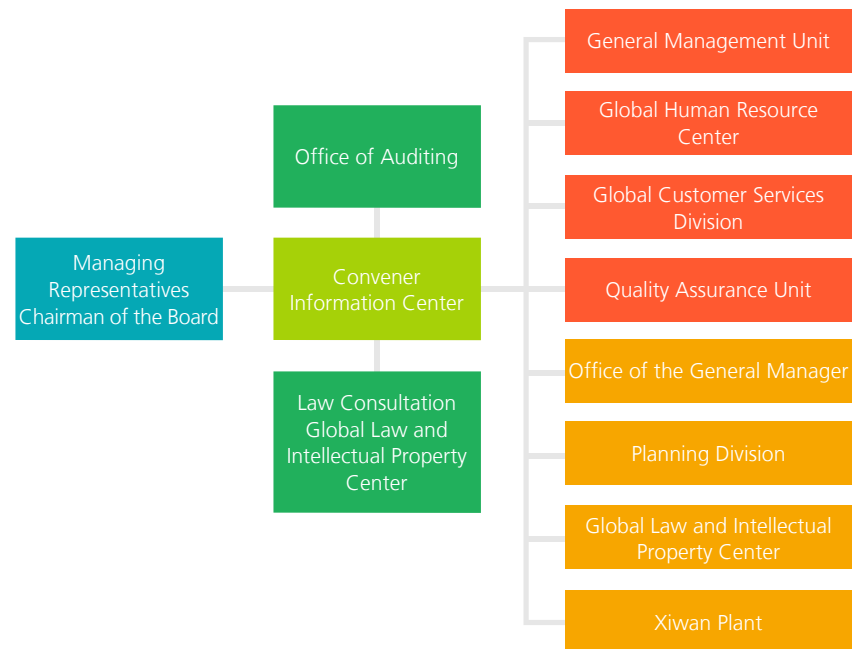 Managing
Representatives
Chairman of the Board
Office of Auditing
Convener
Information Center
Law Consultation
Global Law and
Intellectual Property
Center
General Management Unit
Global Human Resource
Center
Global Customer Services
Division
Quality Assurance Unit
Office of the General Manager
Planning Division
Global Law and Intellectual
Property Center
Xiwan Plant